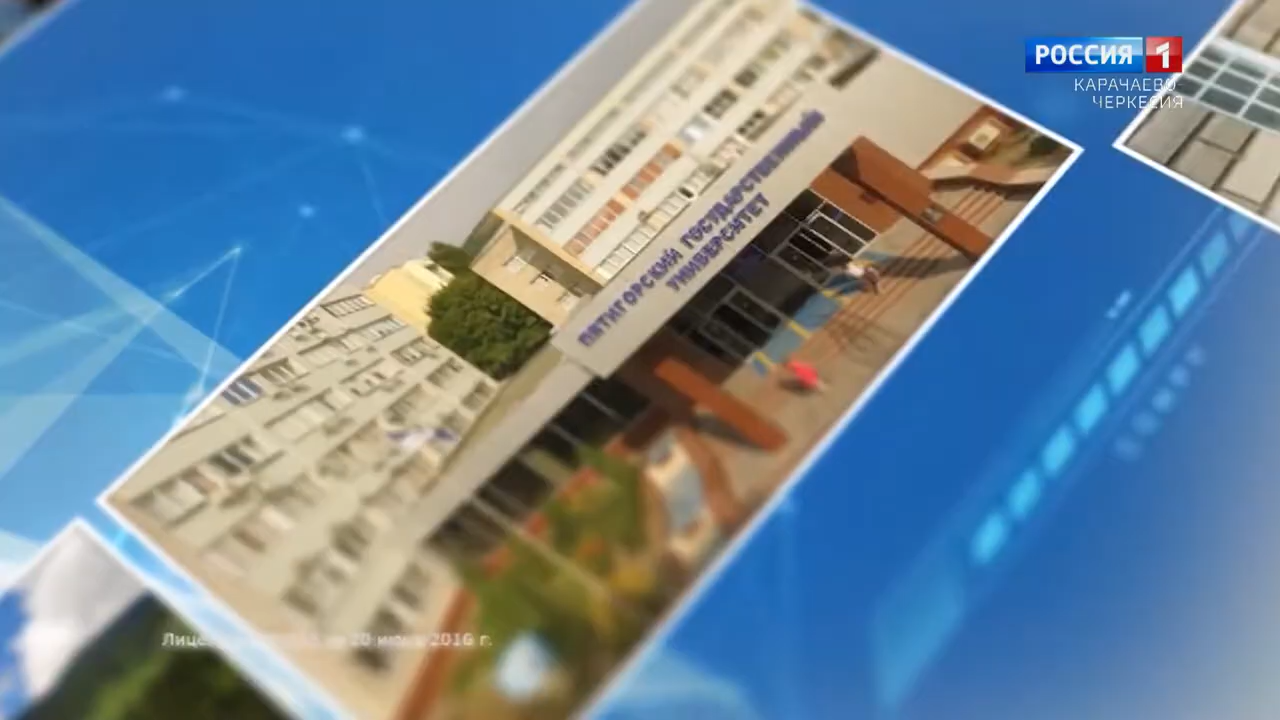 РОССИЯ 1
КАРАЧАЕВО
ЧЕРКЕСИЯ
ПЯТИГОРСКИЙ ГОСУДАРСТВЕННЫЙ
УНИВЕРСИТЕТ
2016 г.